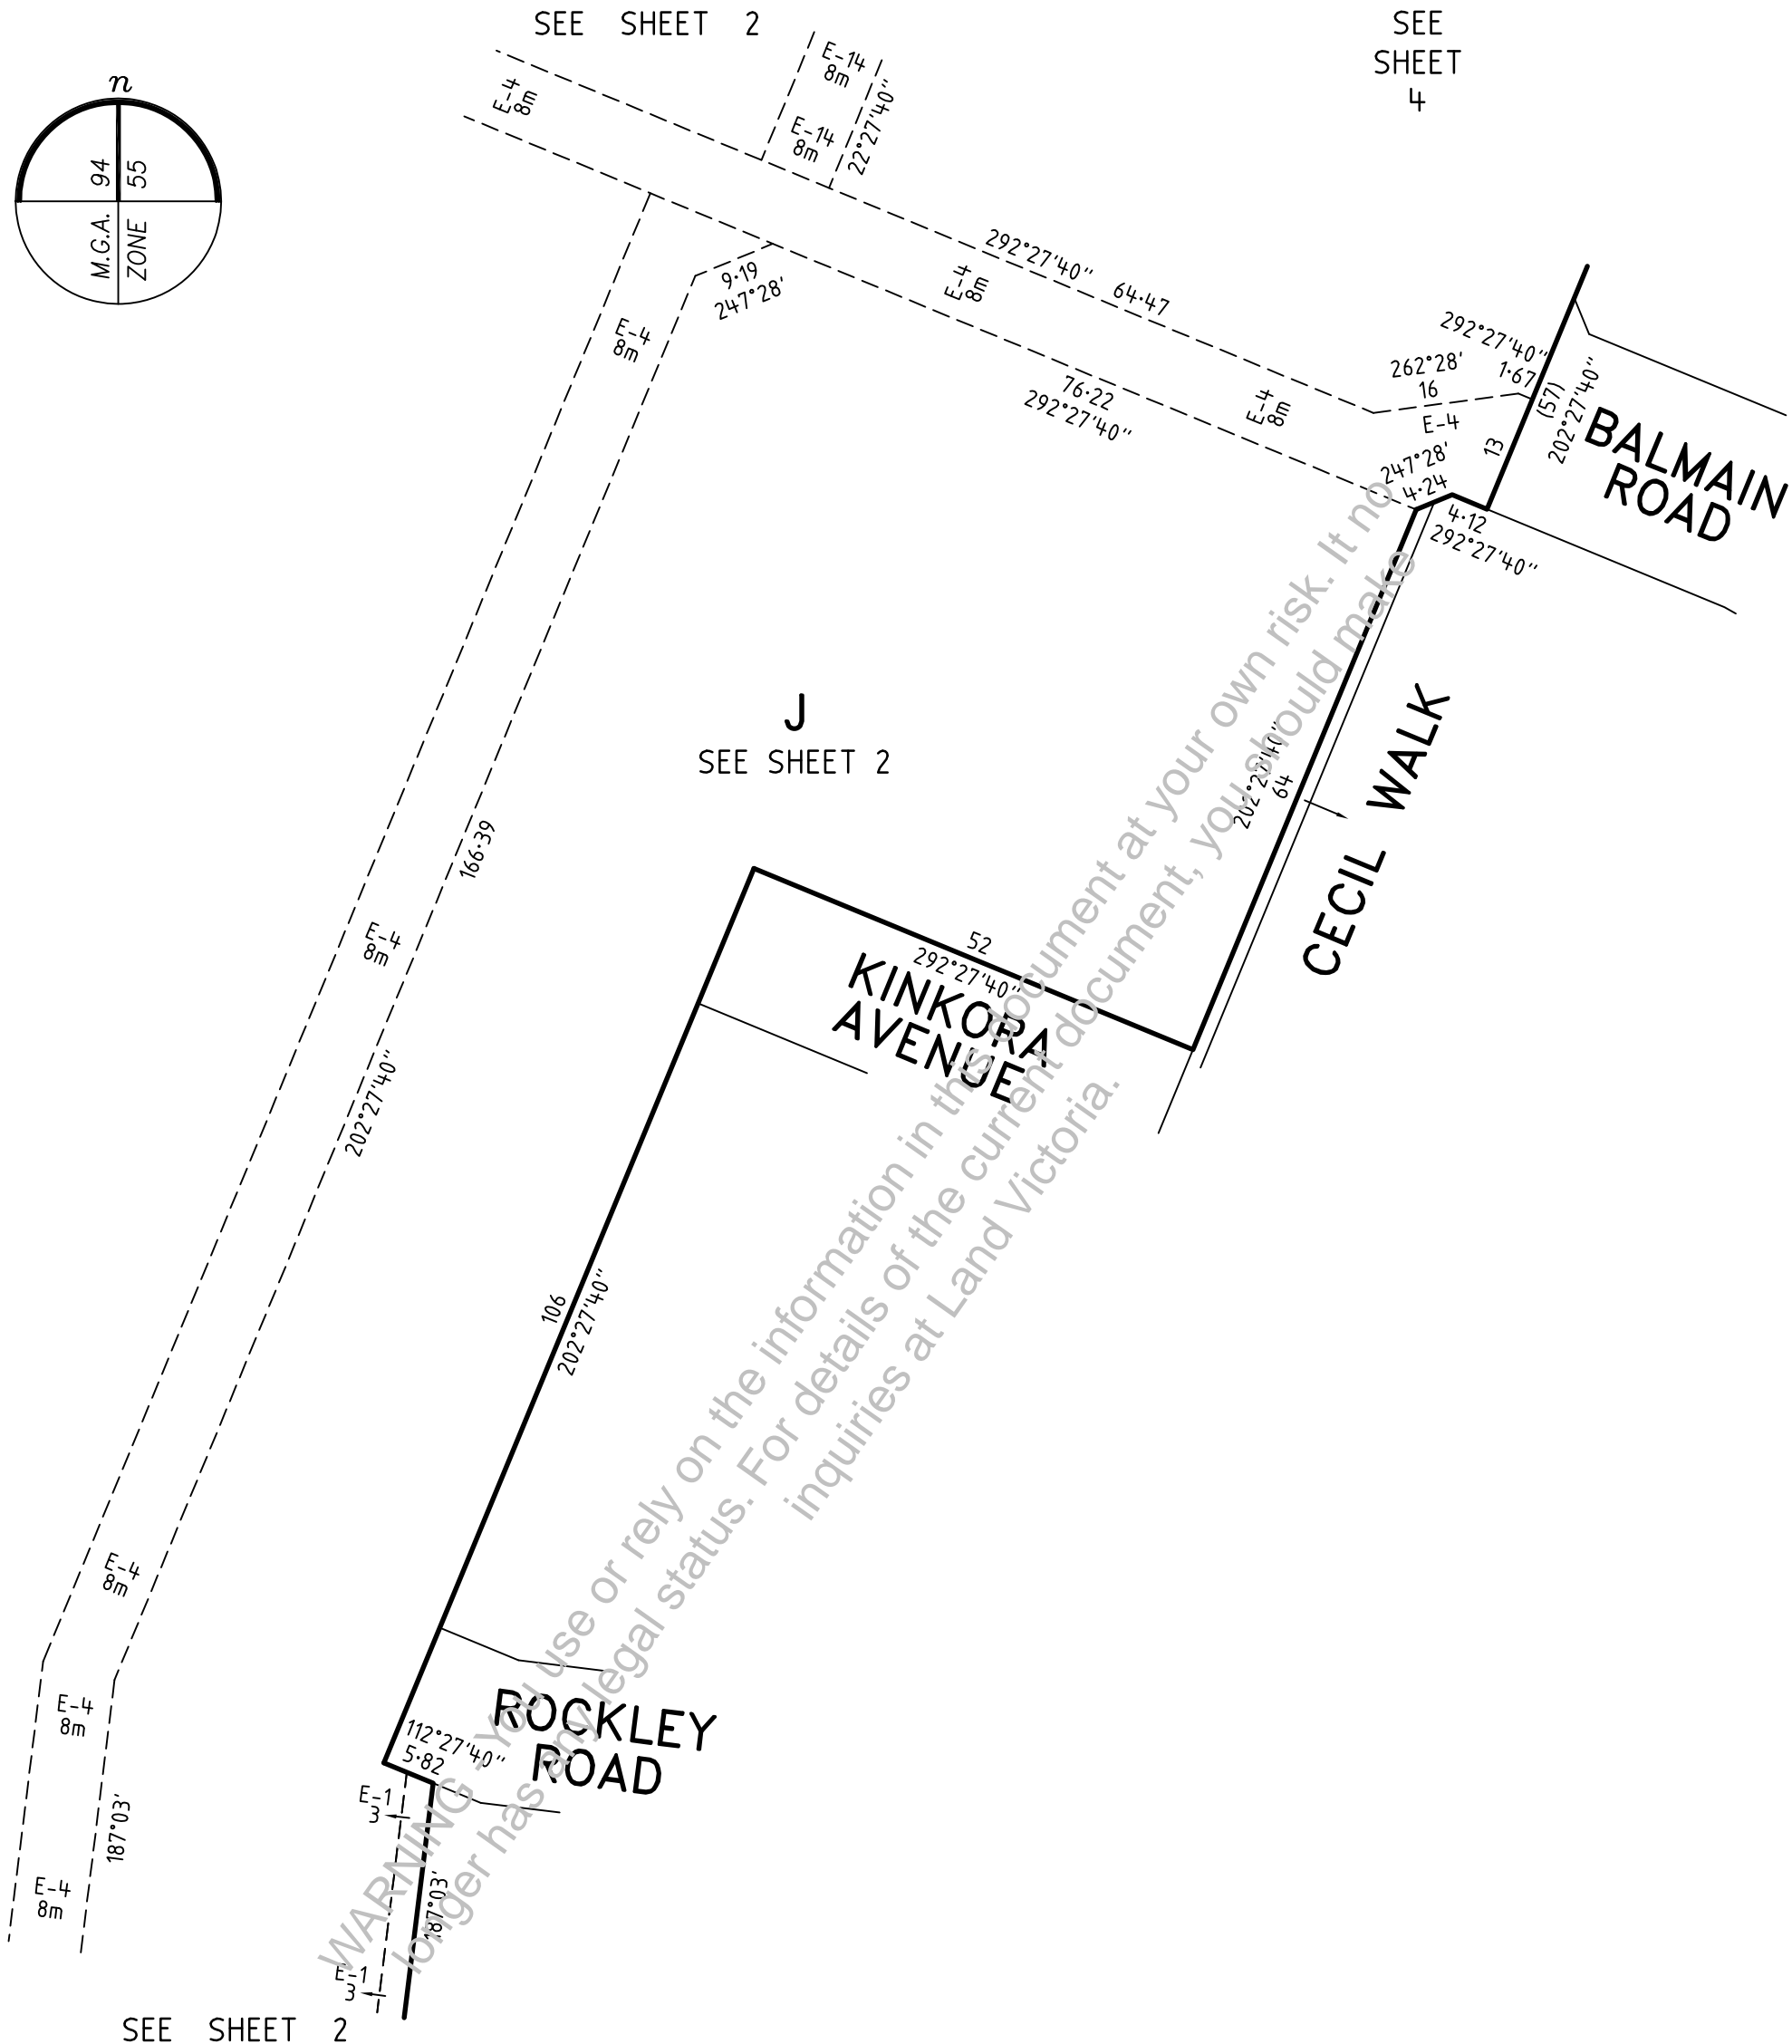 SEE SHEET 2
SEE
SHEET
4
n
94
55
M.G.A.
ZONE
E-4
8m
E-14
8m
E-14
8m
22°27'40"
292°27'40" 64·47
E-4
8m
9·19
247°28'
E-4
8m
76·22
292°27'40"
E-4
8m
292°27'40"
1·67
262°28'
16
E-4
(57)
202°27'40"
13
247°28'
4·24
4·12
292°27'40"
BALMAIN
ROAD
J
SEE SHEET 2
202°27'40"
64
CECIL WALK
166·39
202°27'40"
E-4
8m
52
292°27'40"
KINKORA
AVENUE
106
202°27'40"
E-4
8m
E-4
8m
187°03'
E-4
8m
ROCKLEY
ROAD
112°27'40"
5·82
E-1
3
187°03'
E-1
3
SEE SHEET 2
WARNING - You use or rely on the information in this document at your own risk. It no
longer has any legal status. For details of the current document, you should make
inquiries at Land Victoria.